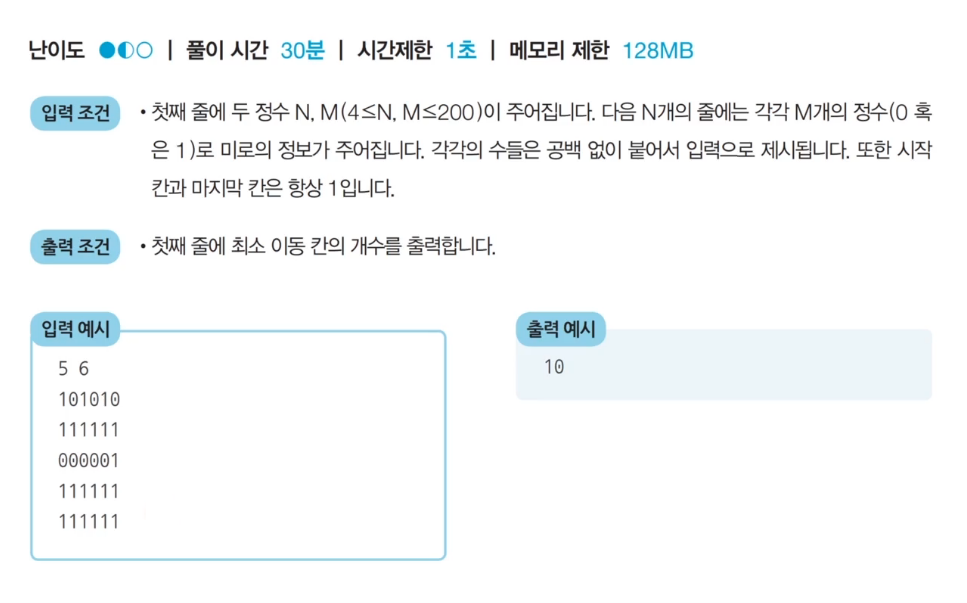 난이도 ●◐○ | 풀이 시간 30분 | 시간제한 1초 | 메모리 제한 128MB
입력 조건 • 첫째 줄에 두 정수 N, M(4≤N, M≤200)이 주어집니다. 다음 N개의 줄에는 각각 M개의 정수(0 혹
은 1)로 미로의 정보가 주어집니다. 각각의 수들은 공백 없이 붙어서 입력으로 제시됩니다. 또한 시작
칸과 마지막 칸은 항상 1입니다.
출력 조건 • 첫째 줄에 최소 이동 칸의 개수를 출력합니다.
입력 예시
5 6
101010
111111
000001
111111
111111
출력 예시
10